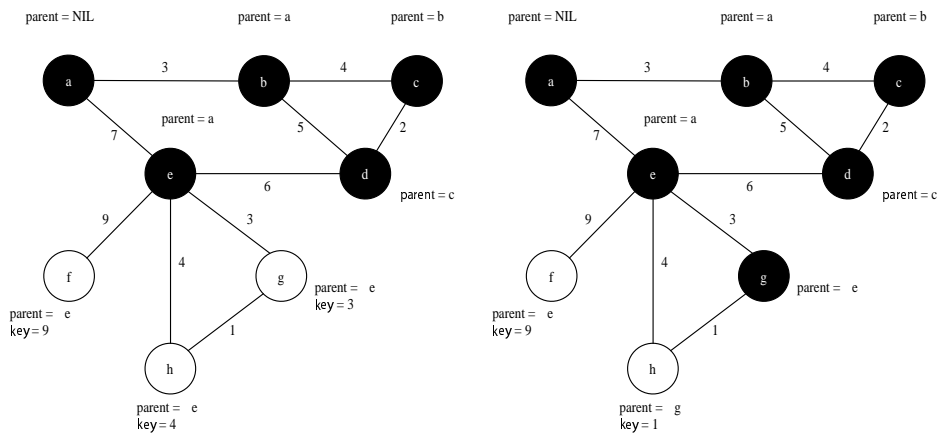 parent = NIL
parent = a
parent = b
a
3
b
4
c
7
parent = a
5
2
e
6
d
parent = c
9
3
4
f
g
parent = e
key = 9
parent = e
key = 3
1
h
parent = e
key = 4
parent = NIL
parent = a
parent = b
a
3
b
4
c
7
parent = a
5
2
e
6
d
parent = c
9
3
4
f
g
parent = e
key = 9
parent = e
1
h
parent = g
key = 1